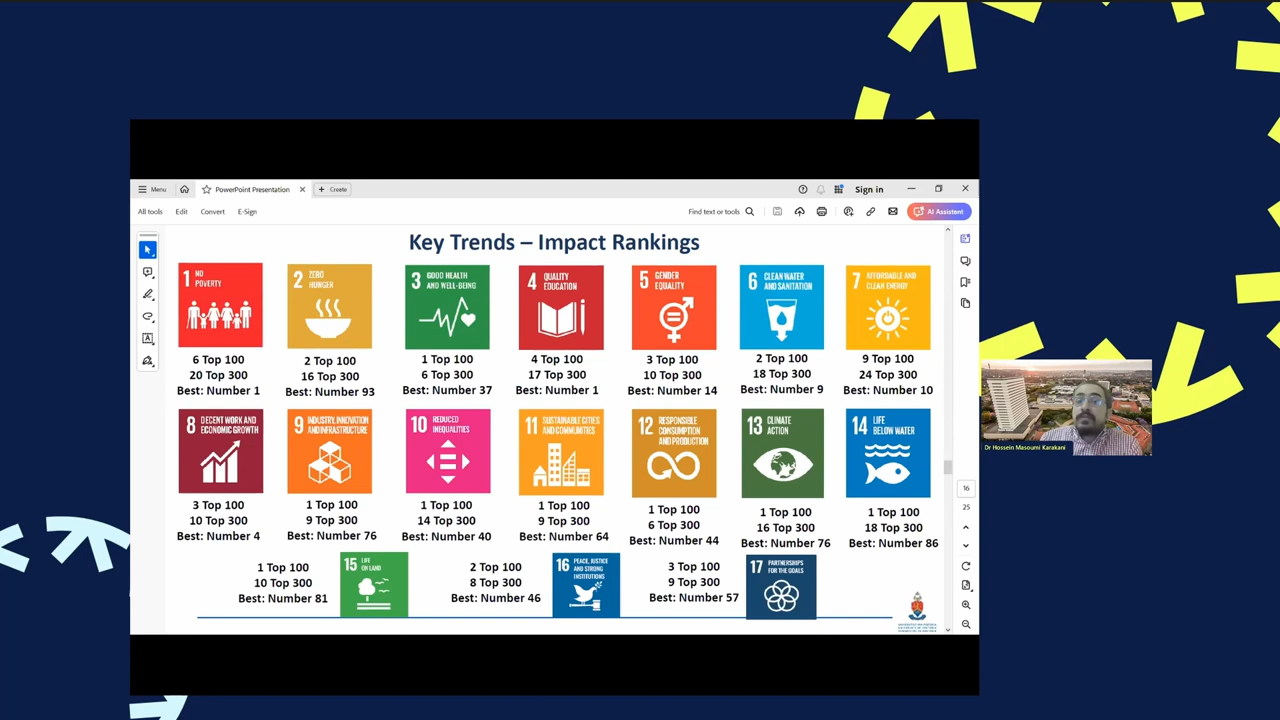 Menu
PowerPoint Presentation
Create
Sign in
All tools
Edit
Convert
E-Sign
Find text or tools
AI Assistant
Key Trends – Impact Rankings
1 NO
POVERTY
6 Top 100
20 Top 300
Best: Number 1
2 ZERO
HUNGER
2 Top 100
16 Top 300
Best: Number 93
3 GOOD HEALTH
AND WELL-BEING
1 Top 100
6 Top 300
Best: Number 37
4 QUALITY
EDUCATION
4 Top 100
17 Top 300
Best: Number 1
5 GENDER
EQUALITY
3 Top 100
10 Top 300
Best: Number 14
6 CLEAN WATER
AND SANITATION
2 Top 100
18 Top 300
Best: Number 9
7 AFFORDABLE AND
CLEAN ENERGY
9 Top 100
24 Top 300
Best: Number 10
8 DECENT WORK AND
ECONOMIC GROWTH
3 Top 100
10 Top 300
Best: Number 4
9 INDUSTRY, INNOVATION
AND INFRASTRUCTURE
1 Top 100
9 Top 300
Best: Number 76
10 REDUCED
INEQUALITIES
1 Top 100
14 Top 300
Best: Number 40
11 SUSTAINABLE CITIES
AND COMMUNITIES
1 Top 100
9 Top 300
Best: Number 64
12 RESPONSIBLE
CONSUMPTION
AND PRODUCTION
1 Top 100
6 Top 300
Best: Number 44
13 CLIMATE
ACTION
1 Top 100
16 Top 300
Best: Number 76
14 LIFE
BELOW WATER
1 Top 100
18 Top 300
Best: Number 86
1 Top 100
10 Top 300
Best: Number 81
15 LIFE
ON LAND
2 Top 100
8 Top 300
Best: Number 46
16 PEACE, JUSTICE
AND STRONG
INSTITUTIONS
3 Top 100
9 Top 300
Best: Number 57
17 PARTNERSHIPS
FOR THE GOALS
16
25
Dr Hossein Masoumi Karakani